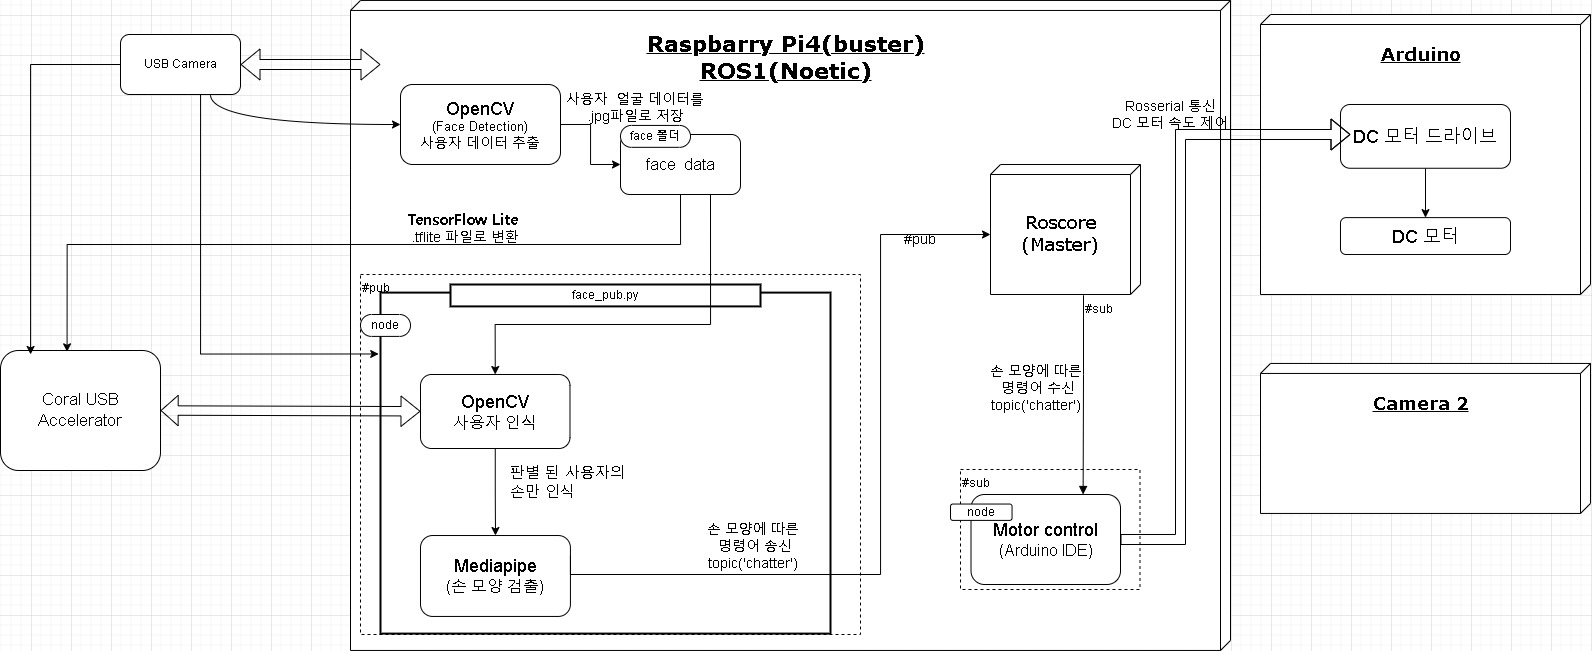 Raspbarry Pi4(buster)
ROS1(Noetic)
USB Camera
OpenCV
(Face Detection)
사용자 데이터 추출
사용자 얼굴 데이터를
.jpg파일로 저장
face 폴더
face data
TensorFlow Lite
.tflite 파일로 변환
Coral USB
Accelerator
#pub
face_pub.py
node
OpenCV
사용자 인식
판별 된 사용자의
손만 인식
Mediapipe
(손 모양 검출)
손 모양에 따른
명령어 송신
topic('chatter')
#pub
Roscore
(Master)
#sub
손 모양에 따른
명령어 수신
topic('chatter')
#sub
node
Motor control
(Arduino IDE)
Rosserial 통신
DC 모터 속도 제어
Arduino
DC 모터 드라이브
DC 모터
Camera 2